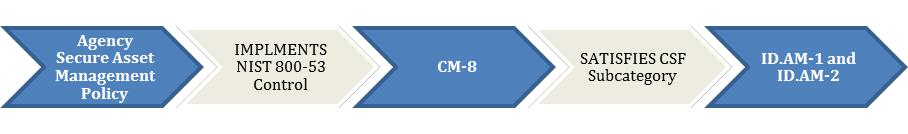 Agency
Secure Asset
Management
Policy
IMPLMENTS
NIST 800-53
Control
CM-8
SATISFIES CSF
Subcategory
ID.AM-1 and
ID.AM-2